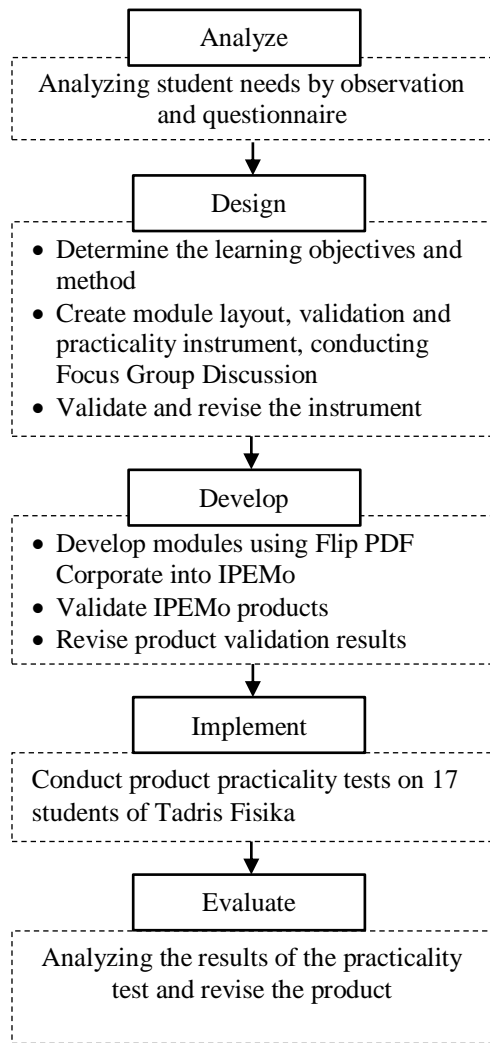 Analyze
Analyzing student needs by observation
and questionnaire
Design
• Determine the learning objectives and
method
• Create module layout, validation and
practicality instrument, conducting
Focus Group Discussion
• Validate and revise the instrument
Develop
• Develop modules using Flip PDF
Corporate into IPEMo
• Validate IPEMo products
• Revise product validation results
Implement
Conduct product practicality tests on 17
students of Tadris Fisika
Evaluate
Analyzing the results of the practicality
test and revise the product